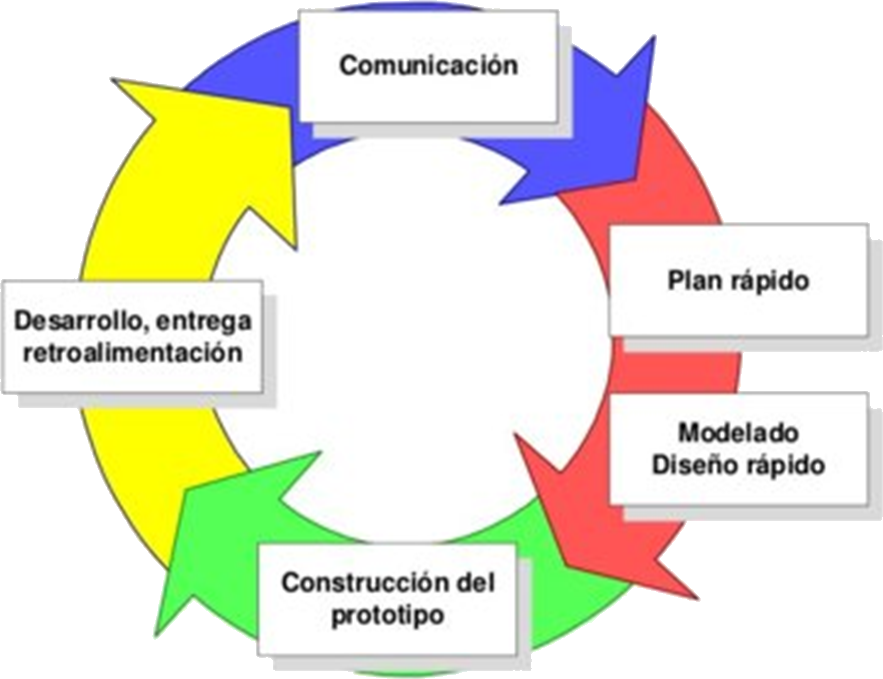 Comunicación
Plan rápido
Modelado
Diseño rápido
Construcción del
prototipo
Desarrollo, entrega
retroalimentación